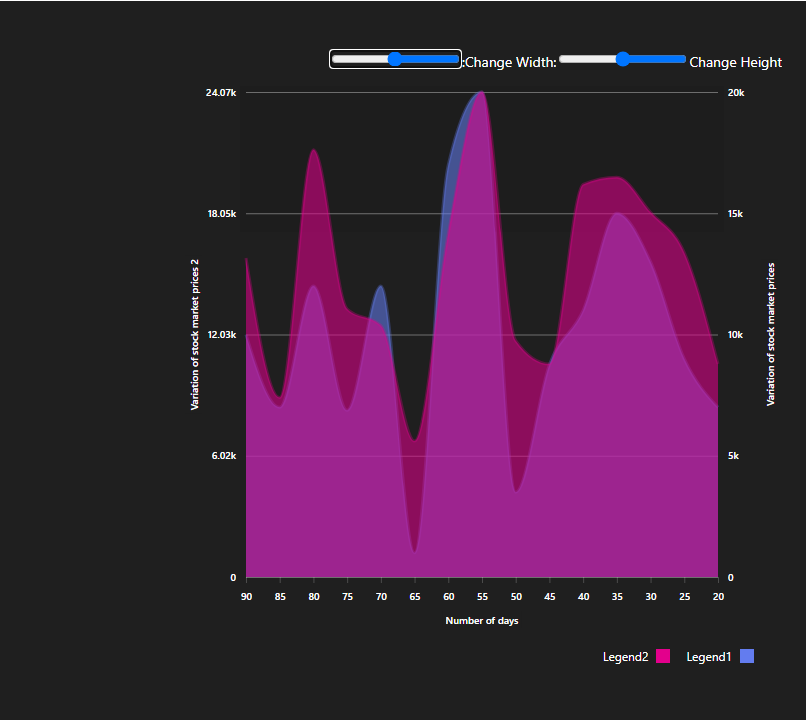 :Change Width: Change Height
24.07k
18.05k
12.03k
6.02k
0
Variation of stock market prices 2
20k
15k
10k
5k
0
Variation of stock market prices
90 85 80 75 70 65 60 55 50 45 40 35 30 25 20
Number of days
Legend2 Legend1